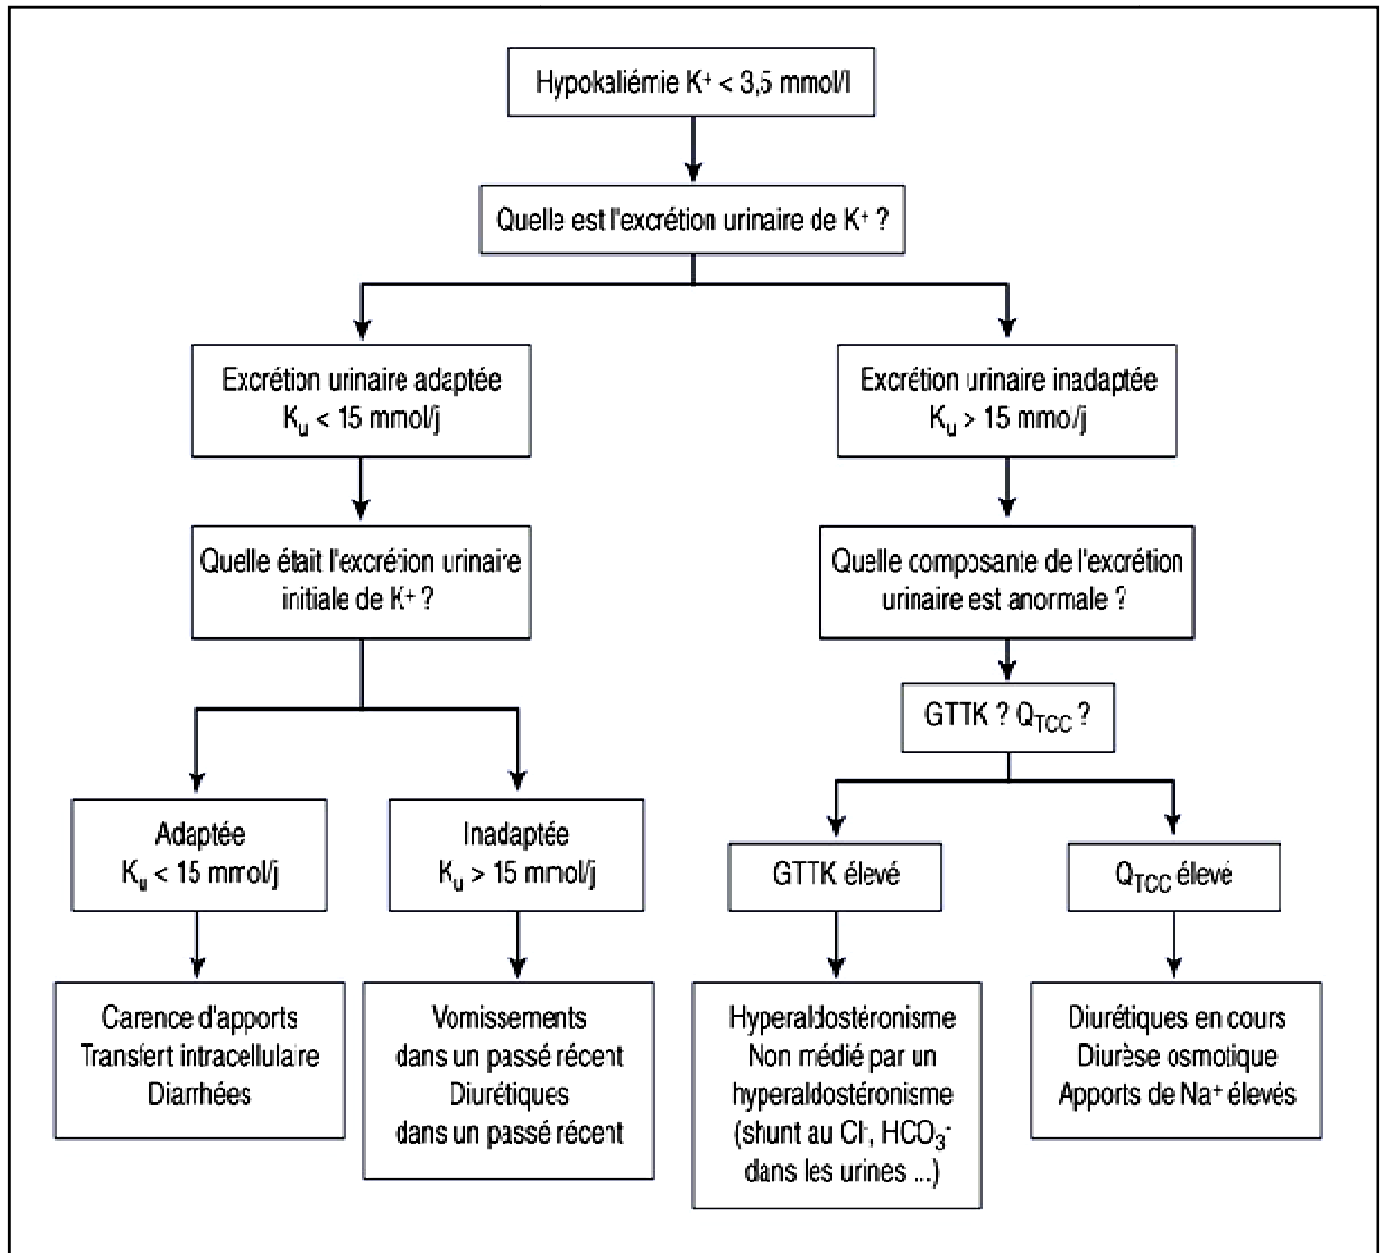 Hypokaliémie K⁺ < 3,5 mmol/l
Quelle est l'excrétion urinaire de K⁺ ?
Excrétion urinaire adaptée
Kᵤ < 15 mmol/j
Excrétion urinaire inadaptée
Kᵤ > 15 mmol/j
Quelle était l'excrétion urinaire
initiale de K⁺ ?
Quelle composante de l'excrétion
urinaire est anormale ?
GTTK ? QTCC ?
Adaptée
Kᵤ < 15 mmol/j
Inadaptée
Kᵤ > 15 mmol/j
GTTK élevé
QTCC élevé
Carence d'apports
Transfert intracellulaire
Diarrhées
Vomissements
dans un passé récent
Diurétiques
dans un passé récent
Hyperaldostéronisme
Non médié par un
hyperaldostéronisme
(shunt au Cl⁻, HCO₃⁻
dans les urines ...)
Diurétiques en cours
Diurèse osmotique
Apports de Na⁺ élevés